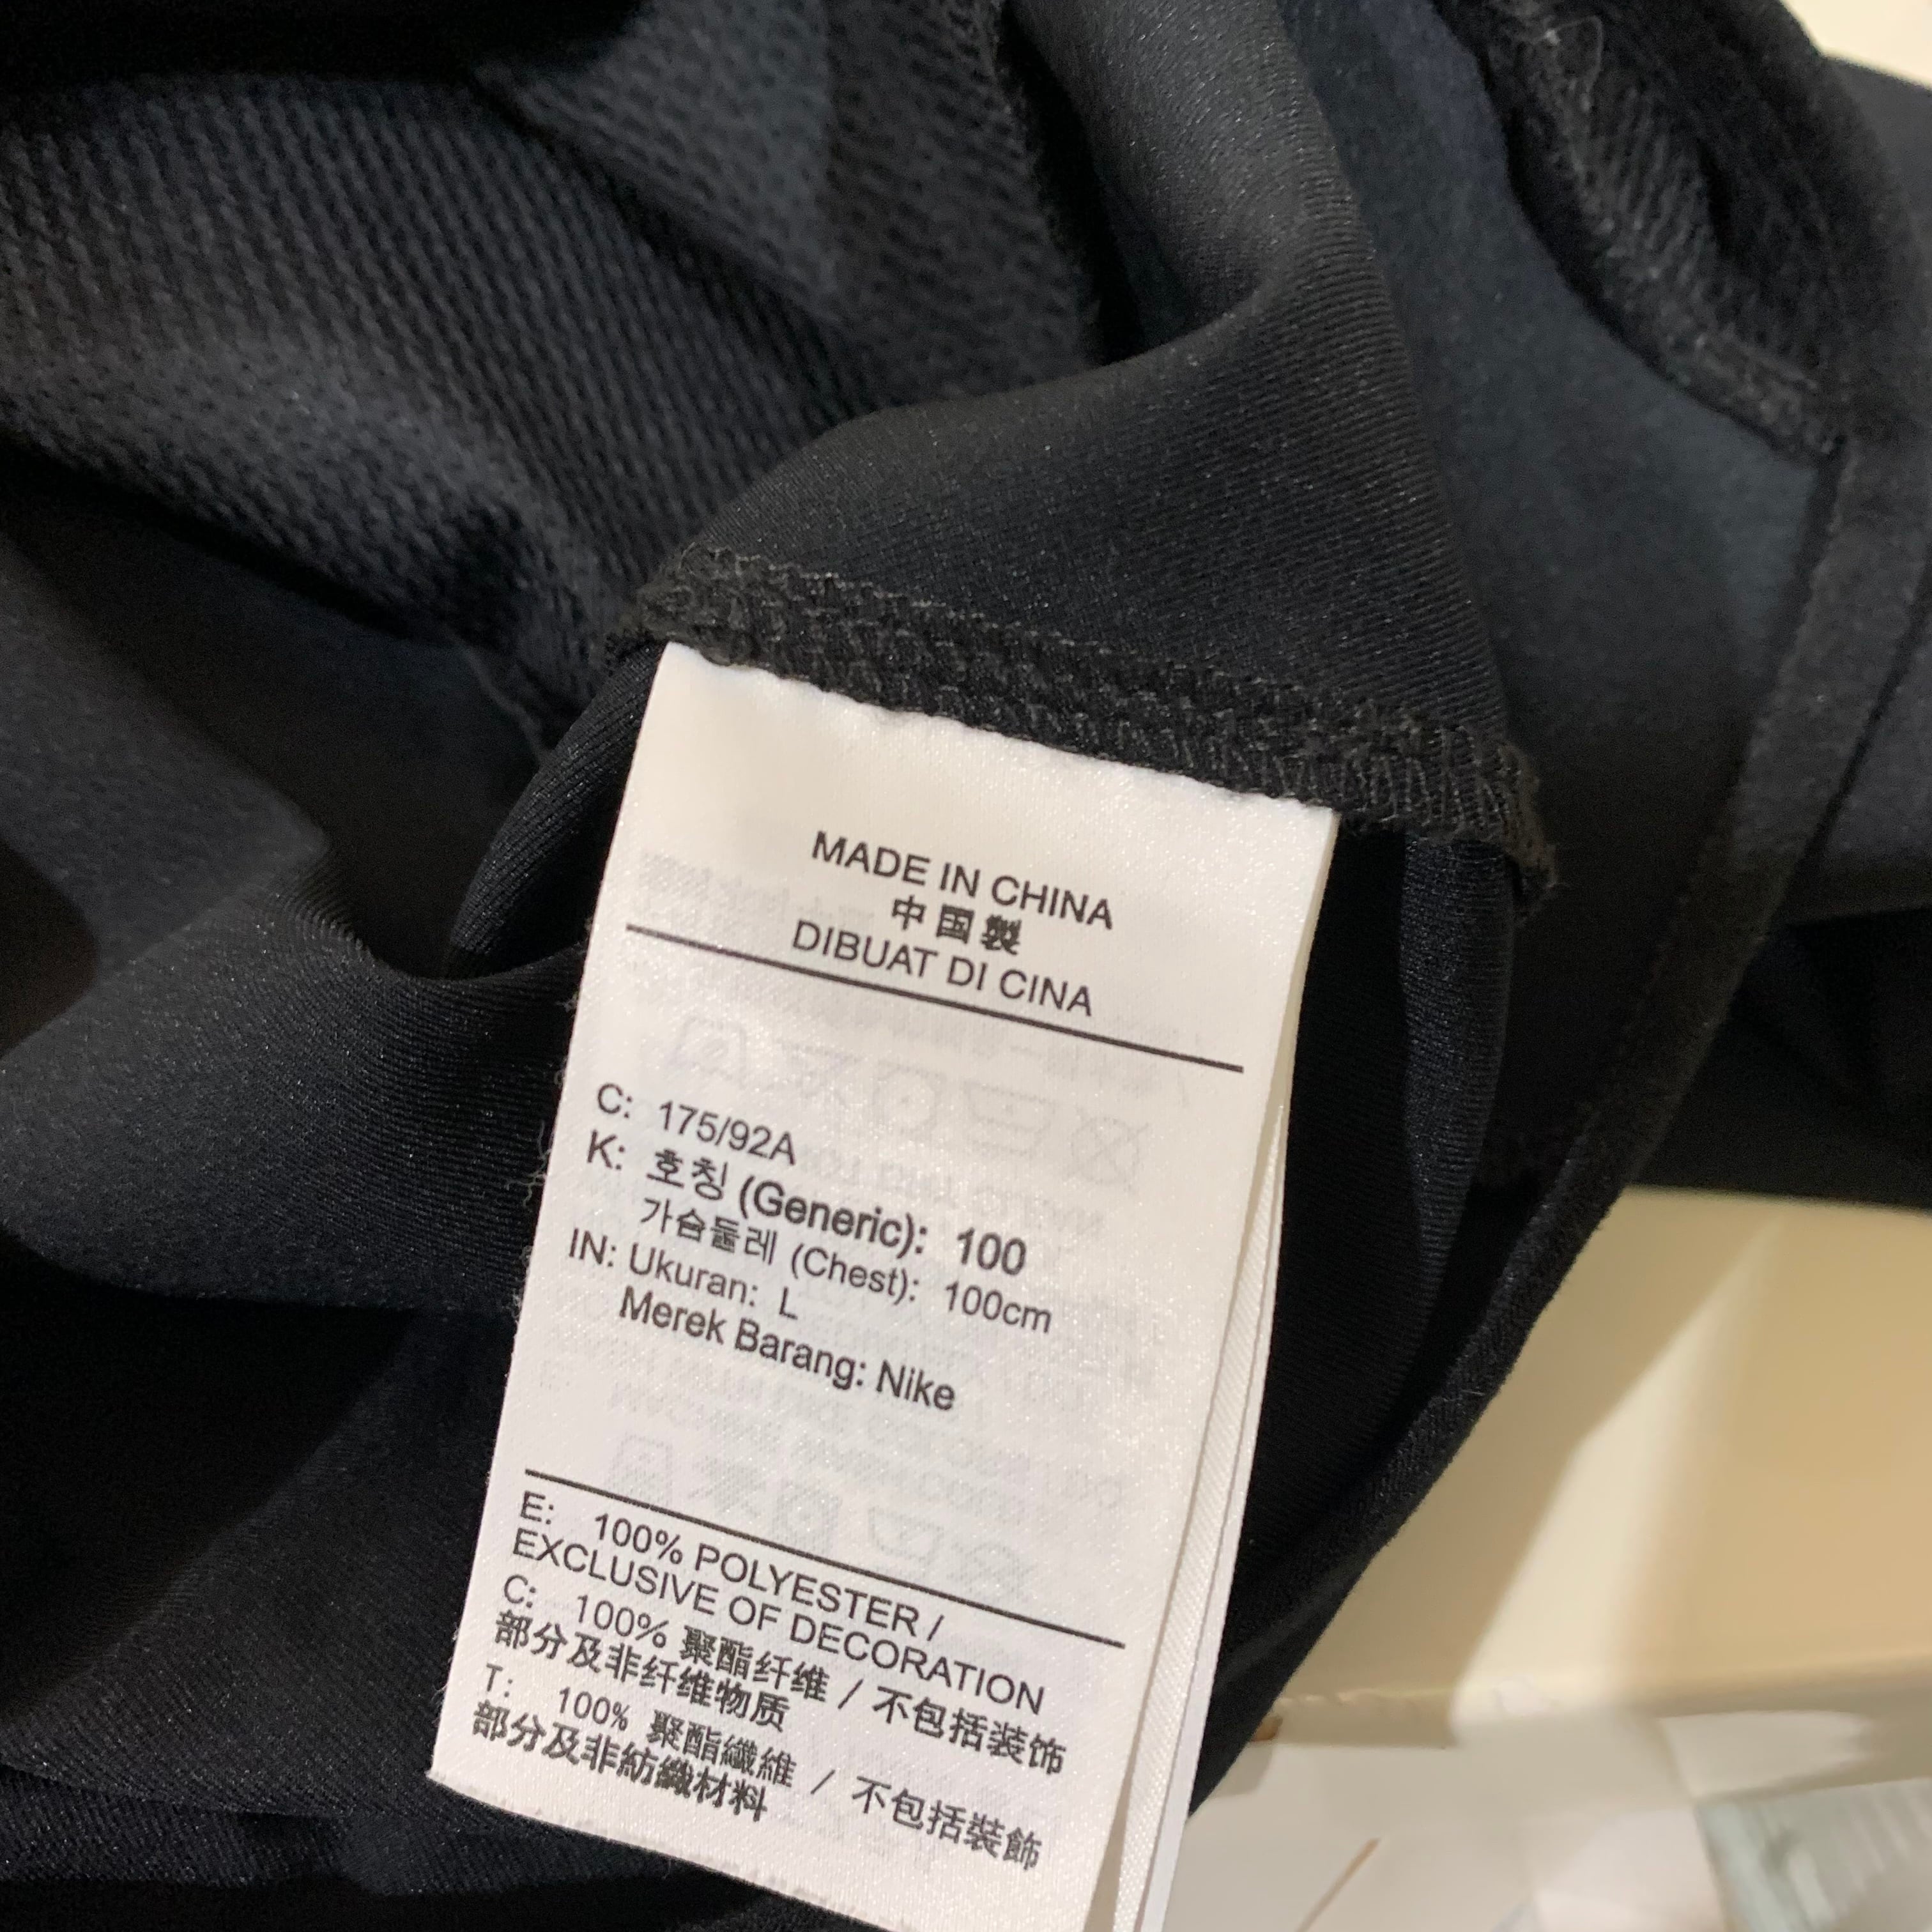 MADE IN CHINA
中国製
DIBUAT DI CINA
C: 175/92A
K: 호칭 (Generic): 100
가슴둘레 (Chest): 100cm
IN: Ukuran: L
Merek Barang: Nike
E: 100% POLYESTER /
EXCLUSIVE OF DECORATION
C: 100% 聚酯纤维 / 不包括装饰
部分及非纤维物质
T: 100% 聚酯纖維 / 不包括裝飾
部分及非紡織材料